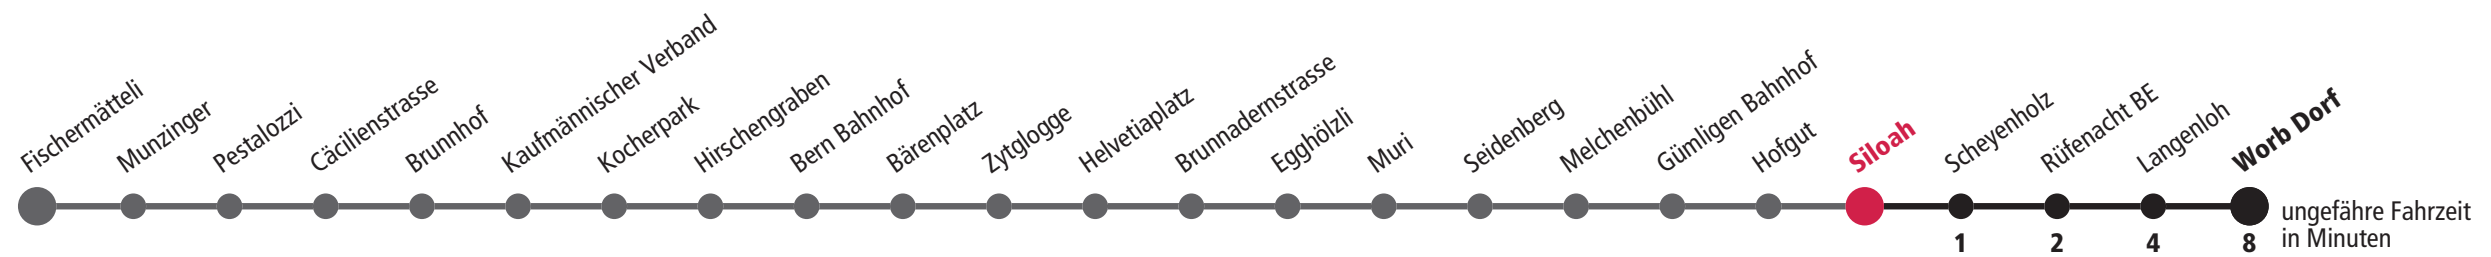 Fischermätteli
Munzinger
Pestalozzi
Cäcilienstrasse
Brunnhof
Kaufmännischer Verband
Kocherpark
Hirschengraben
Bern Bahnhof
Bärenplatz
Zytglogge
Helvetiaplatz
Brunnadernstrasse
Egghölzli
Muri
Seidenberg
Melchenbühl
Gümligen Bahnhof
Hofgut
Siloah
Scheyenholz
Rüfenacht BE
Langenloh
Worb Dorf
1 2 4 8
ungefähre Fahrzeit
in Minuten